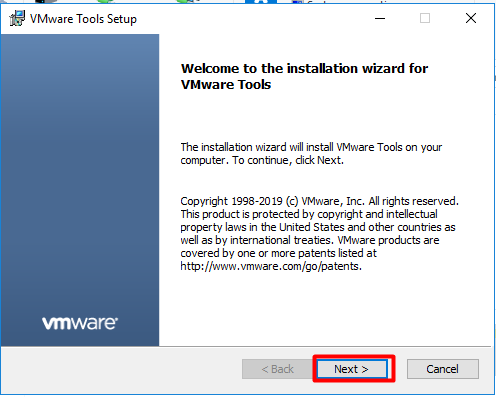 VMware Tools Setup
Welcome to the installation wizard for
VMware Tools
The installation wizard will install VMware Tools on your
computer. To continue, click Next.
Copyright 1998-2019 (c) VMware, Inc. All rights reserved.
This product is protected by copyright and intellectual
property laws in the United States and other countries as
well as by international treaties. VMware products are
covered by one or more patents listed at
http://www.vmware.com/go/patents.
vmware®
< Back
Next >
Cancel